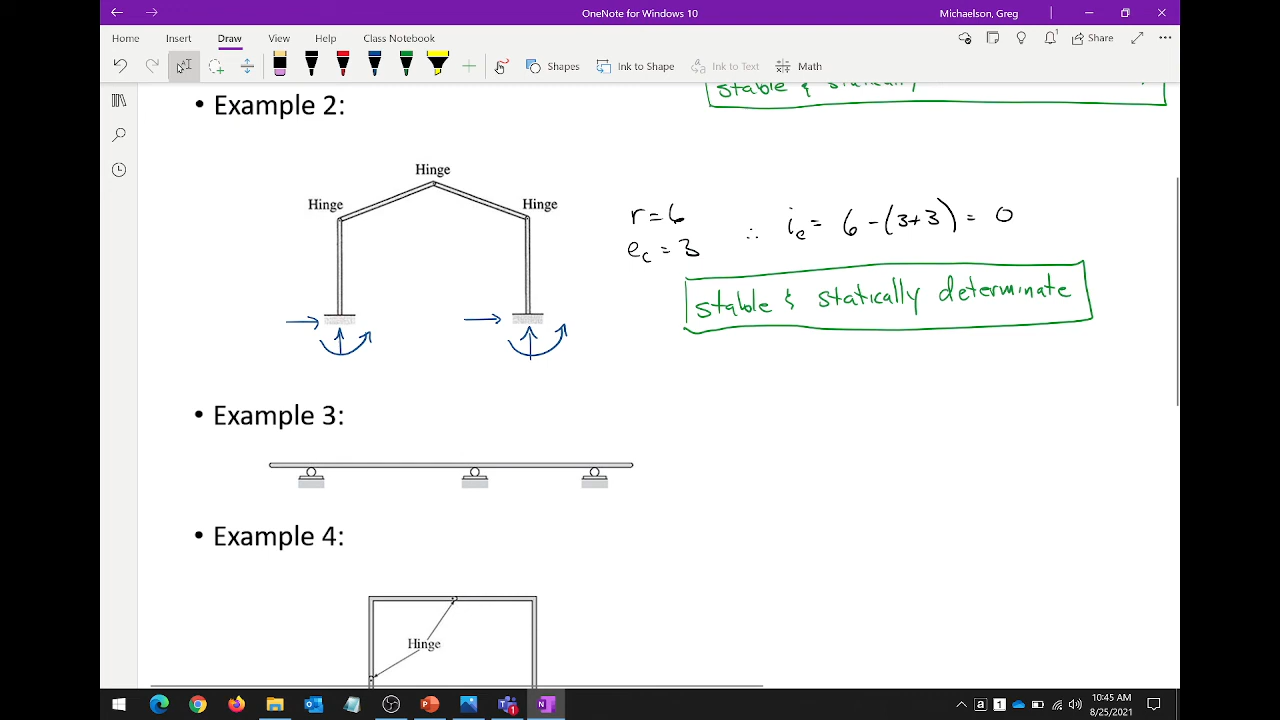 OneNote for Windows 10
Michaelson, Greg
Home Insert Draw View Help Class Notebook
Share
Shapes Ink to Shape Ink to Text Math
stable & statically
• Example 2:
Hinge
Hinge
Hinge
r = 6
e_c = 3
∴ i_e = 6 - (3+3) = 0
stable & statically determinate
• Example 3:
• Example 4:
Hinge
10:45 AM
8/25/2021